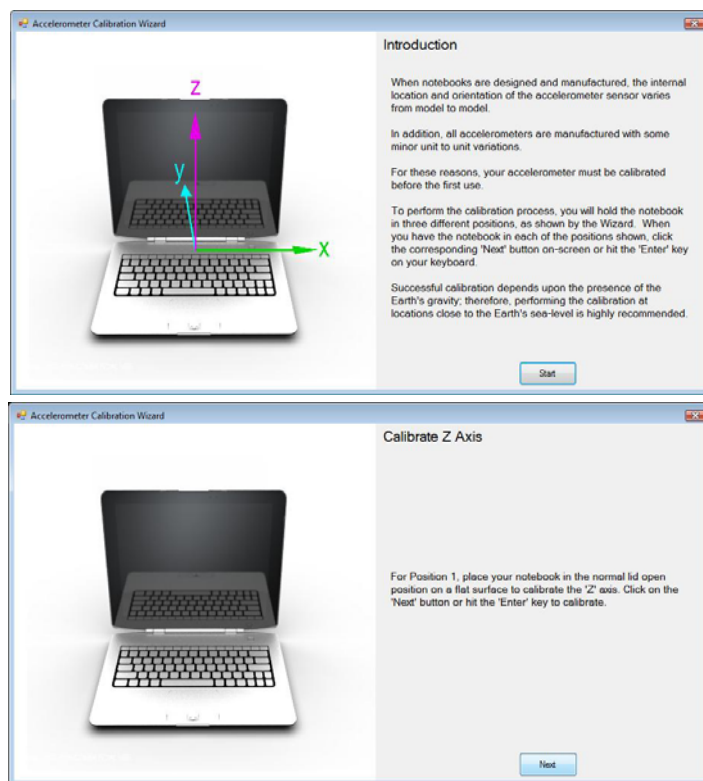 Accelerometer Calibration Wizard
Introduction
When notebooks are designed and manufactured, the internal
location and orientation of the accelerometer sensor varies
from model to model.
In addition, all accelerometers are manufactured with some
minor unit to unit variations.
For these reasons, your accelerometer must be calibrated
before the first use.
To perform the calibration process, you will hold the notebook
in three different positions, as shown by the Wizard. When
you have the notebook in each of the positions shown, click
the corresponding 'Next' button on-screen or hit the 'Enter' key
on your keyboard.
Successful calibration depends upon the presence of the
Earth's gravity; therefore, performing the calibration at
locations close to the Earth's sea-level is highly recommended.
z
y
x
Start
Accelerometer Calibration Wizard
Calibrate Z Axis
For Position 1, place your notebook in the normal lid open
position on a flat surface to calibrate the 'Z' axis. Click on the
'Next' button or hit the 'Enter' key to calibrate.
Next